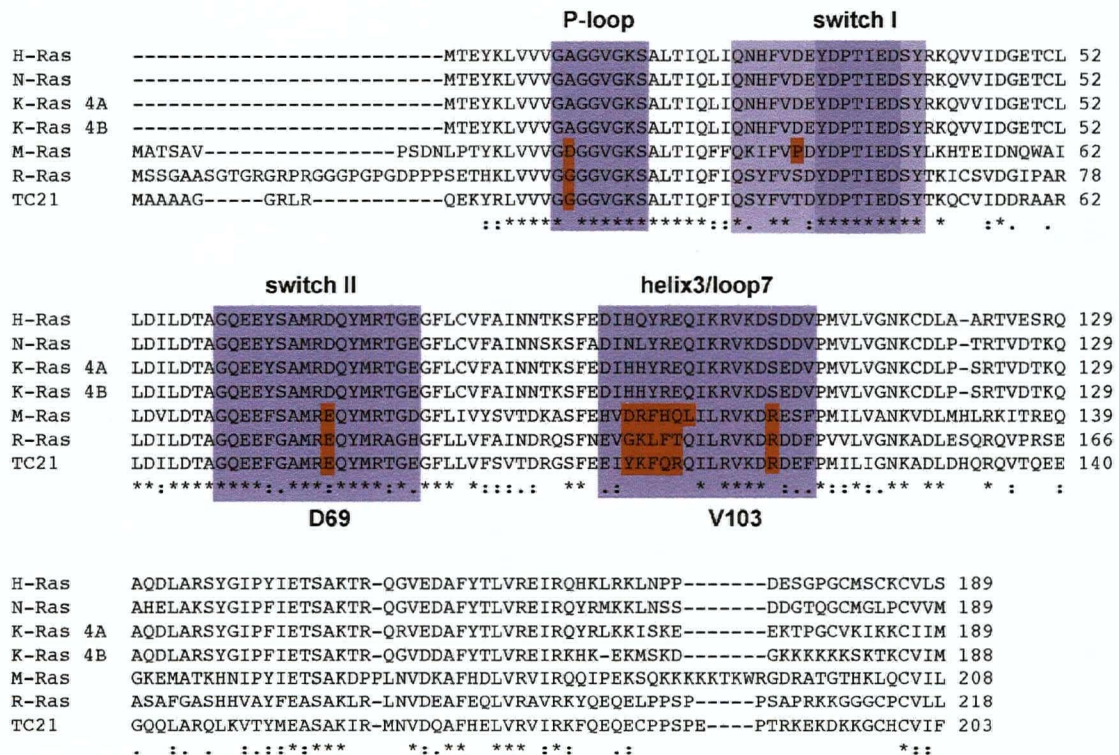 P-loop switch I
H-Ras -----------------------MTEYKLVVVGAGGVGKSALTIQLIQNHFVDEYDPTIEDSYRKQVVIDGETCL 52
N-Ras -----------------------MTEYKLVVVGAGGVGKSALTIQLIQNHFVDEYDPTIEDSYRKQVVIDGETCL 52
K-Ras 4A -----------------------MTEYKLVVVGAGGVGKSALTIQLIQNHFVDEYDPTIEDSYRKQVVIDGETCL 52
K-Ras 4B -----------------------MTEYKLVVVGAGGVGKSALTIQLIQNHFVDEYDPTIEDSYRKQVVIDGETCL 52
M-Ras MATSAV--------------PSDNLPTYKLVVVGDGGVGKSALTIQFFQKIFVPDYDPTIEDSYLKHTEIDNQWAI 62
R-Ras MSSGAASGTGRGRPRGGGPGPGDPPPSETHKLVVVGGGGVGKSALTIQFIQSYFVSDYDPTIEDSYTKICSVDGIPAR 78
TC21 MAAAAG------GRLR------QEKYRLVVVGGGGVGKSALTIQFIQSYFVTDYDPTIEDSYTKQCVIDDRAAR 62
::***** ***********::*. ** :********** * :*. .
switch II helix3/loop7
H-Ras LDILDTAGQEEYSAMRDQYMRTGEGFLCVFAINNTKSFEDIHQYREQIKRVKDSDDVPMVLVGNKCDLA-ARTVESRQ 129
N-Ras LDILDTAGQEEYSAMRDQYMRTGEGFLCVFAINNSKSFADINLYREQIKRVKDSDDVPMVLVGNKCDLP-TRTVDTKQ 129
K-Ras 4A LDILDTAGQEEYSAMRDQYMRTGEGFLCVFAINNTKSFEDIHHYREQIKRVKDSEDVPMVLVGNKCDLP-SRTVDTKQ 129
K-Ras 4B LDILDTAGQEEYSAMRDQYMRTGEGFLCVFAINNTKSFEDIHHYREQIKRVKDSEDVPMVLVGNKCDLP-SRTVDTKQ 129
M-Ras LDVLDTAGQEEFSAMREQYMRTGDGFLIVYSVTDKASFEHVDRFHQLILRVKDRESFPMILVANKVDLMHLRKITREQ 139
R-Ras LDILDTAGQEEFGAMREQYMRAGHGFLLVFAINDRQSFNEVGKLFTQILRVKDRDDFPVVLVGNKADLESQRQVPRSE 166
TC21 LDILDTAGQEEFGAMREQYMRTGEGFLLVFSVTDRGSFEEIYKFQRQILRVKDRDEFPMILIGNKADLDHQRQVTQEE 140
**:********:.***:****:*.*** *::.:: ** .: * **** :..*::*:.** ** * : :
D69 V103
H-Ras AQDLARSYGIPYIETSAKTR-QGVEDAFYTLVREIRQHKLRKLNPP-------DESGPGCMSCKCVLS 189
N-Ras AHELAKSYGIPFIETSAKTR-QGVEDAFYTLVREIRQYRMKKLNSS-------DDGTQGCMGLPCVVM 189
K-Ras 4A AQDLARSYGIPFIETSAKTR-QRVEDAFYTLVREIRQYRLKKISKE-------EKTPGCVKIKKCIIM 189
K-Ras 4B AQDLARSYGIPFIETSAKTR-QGVDDAFYTLVREIRKHK-EKMSKD-------GKKKKKKSKTKCVIM 188
M-Ras GKEMATKHNIPYIETSAKDPPLNVDKAFHDLVRVIRQQIPEKSQKKKKKTKWRGDRATGTHKLQCVIL 208
R-Ras ASAFGASHHVAYFEASAKLR-LNVDEAFEQLVRAVRKYQEQELPPSP------PSAPRKKGGGCPCVLL 218
TC21 GQQLARQLKVTYMEASAKIR-MNVDQAFHELVRVIRKFQEQECPPSPE----PTRKEKDKKGCHCVIF 203
. :. . :.::*:*** *:.** *** :*: .: *::